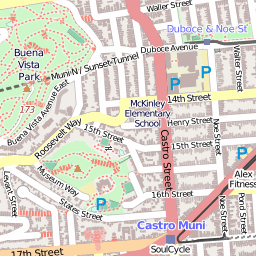 Waller Street
Duboce & Noe St
Duboce Avenue
Buena
Vista
Park
Muni N / Sunset Tunnel
Waller Street
P
P
14th Street
173
McKinley
Elementary
School
Buena Vista Avenue East
Henry Street
Noe Street
Roosevelt Way
15th Street
15th Street
Castro Street
Levant Street
Museum Way
Alex
Fitness
P
16th Street
States Street
Noe Street
Pond Street
Castro Muni
SoulCycle
17th Street